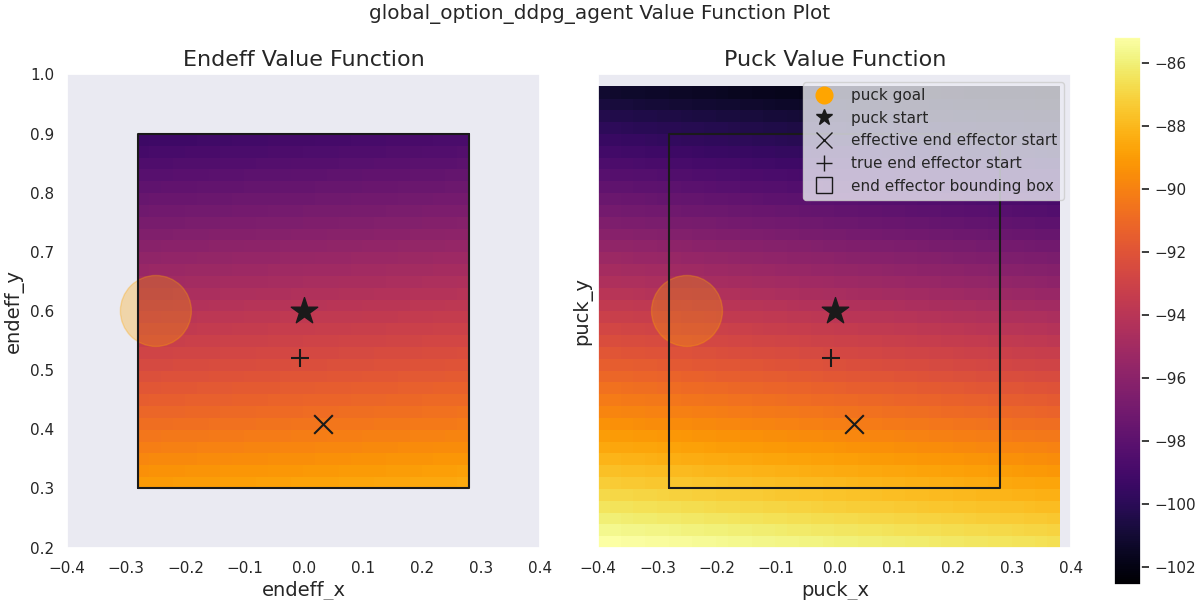 global_option_ddpg_agent Value Function Plot
Endeff Value Function
1.0
0.9
0.8
0.7
0.6
0.5
0.4
0.3
0.2
endeff_y
−0.4 −0.3 −0.2 −0.1 0.0 0.1 0.2 0.3 0.4
endeff_x
Puck Value Function
puck goal
puck start
effective end effector start
true end effector start
end effector bounding box
puck_y
−0.4 −0.3 −0.2 −0.1 0.0 0.1 0.2 0.3 0.4
puck_x
−86
−88
−90
−92
−94
−96
−98
−100
−102